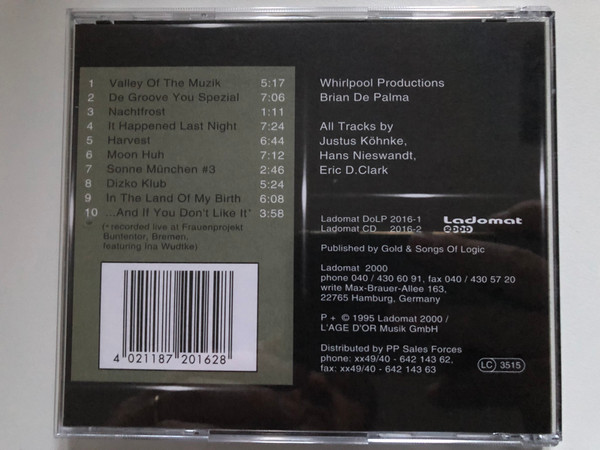 1 Valley Of The Muzik 5:17
2 De Groove You Spezial 7:06
3 Nachtfrost 1:11
4 It Happened Last Night 7:24
5 Harvest 6:44
6 Moon Huh 7:12
7 Sonne München #3 2:46
8 Dizko Klub 5:24
9 In The Land Of My Birth 6:08
10 ...And If You Don't Like It* 3:58
(* recorded live at Frauenprojekt
Buntentor, Bremen,
featuring Ina Wudtke)
4 021187 201628
Whirlpool Productions
Brian De Palma
All Tracks by
Justus Köhnke,
Hans Nieswandt,
Eric D.Clark
Ladomat DoLP 2016-1
Ladomat CD 2016-2
Ladomat
2000
Published by Gold & Songs Of Logic
Ladomat 2000
phone 040 / 430 60 91, fax 040 / 430 57 20
write Max-Brauer-Allee 163,
22765 Hamburg, Germany
P + © 1995 Ladomat 2000 /
L'AGE D'OR Musik GmbH
Distributed by PP Sales Forces
phone: xx49/40 - 642 143 62,
fax: xx49/40 - 642 143 63
LC 3515